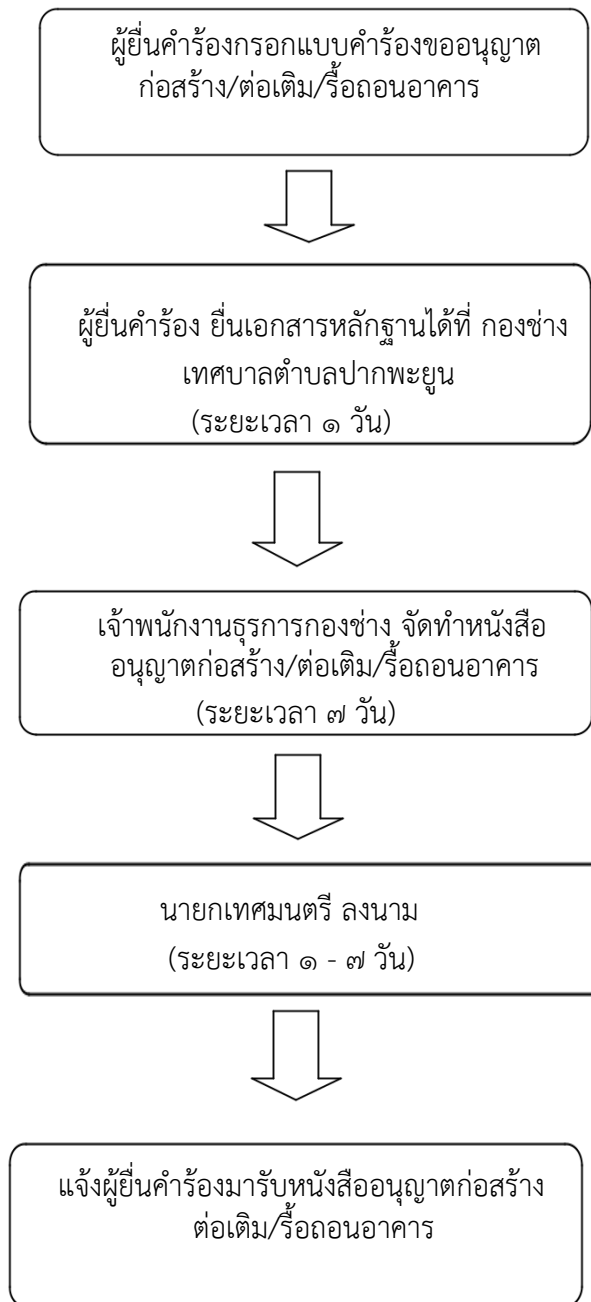 ผู้ยื่นคำร้องกรอกแบบคำร้องขออนุญาต
ก่อสร้าง/ต่อเติม/รื้อถอนอาคาร
ผู้ยื่นคำร้อง ยื่นเอกสารหลักฐานได้ที่ กองช่าง
เทศบาลตำบลปากพะยูน
(ระยะเวลา ๑ วัน)
เจ้าพนักงานธุรการกองช่าง จัดทำหนังสือ
อนุญาตก่อสร้าง/ต่อเติม/รื้อถอนอาคาร
(ระยะเวลา ๗ วัน)
นายกเทศมนตรี ลงนาม
(ระยะเวลา ๑ - ๗ วัน)
แจ้งผู้ยื่นคำร้องมารับหนังสืออนุญาตก่อสร้าง
ต่อเติม/รื้อถอนอาคาร